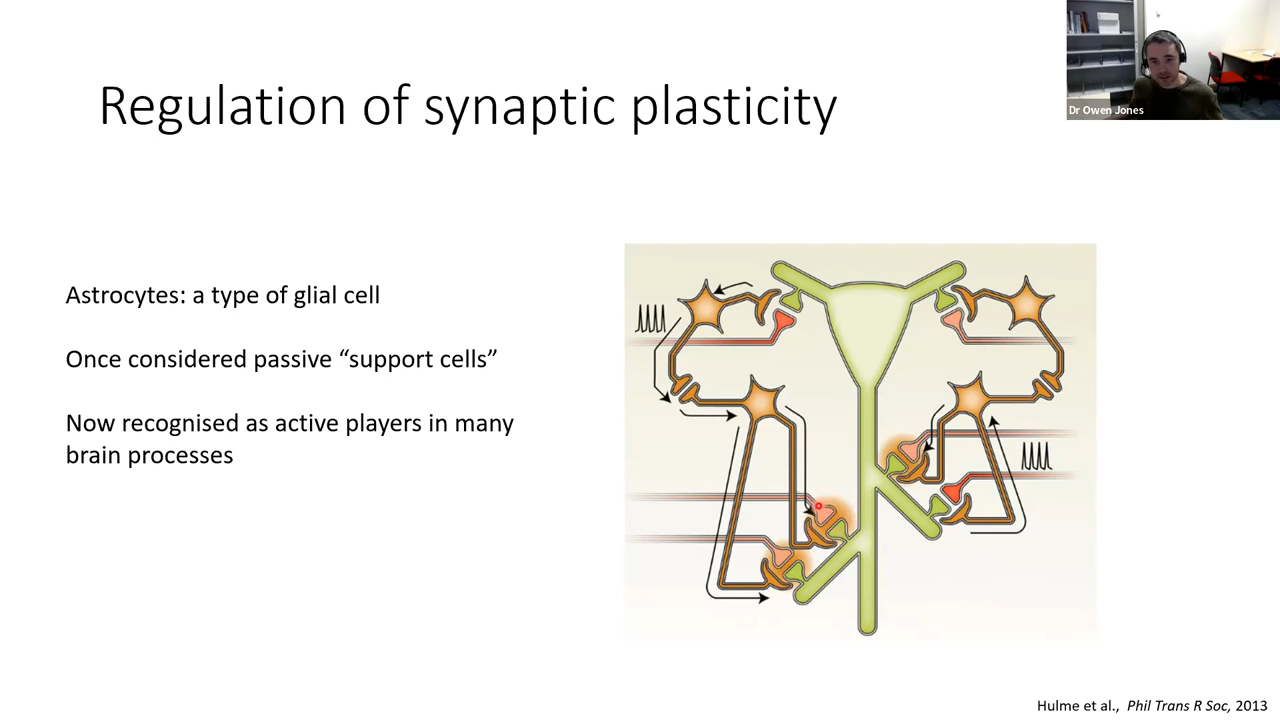 Regulation of synaptic plasticity
Dr Owen Jones
Astrocytes: a type of glial cell
Once considered passive “support cells”
Now recognised as active players in many
brain processes
Hulme et al., Phil Trans R Soc, 2013